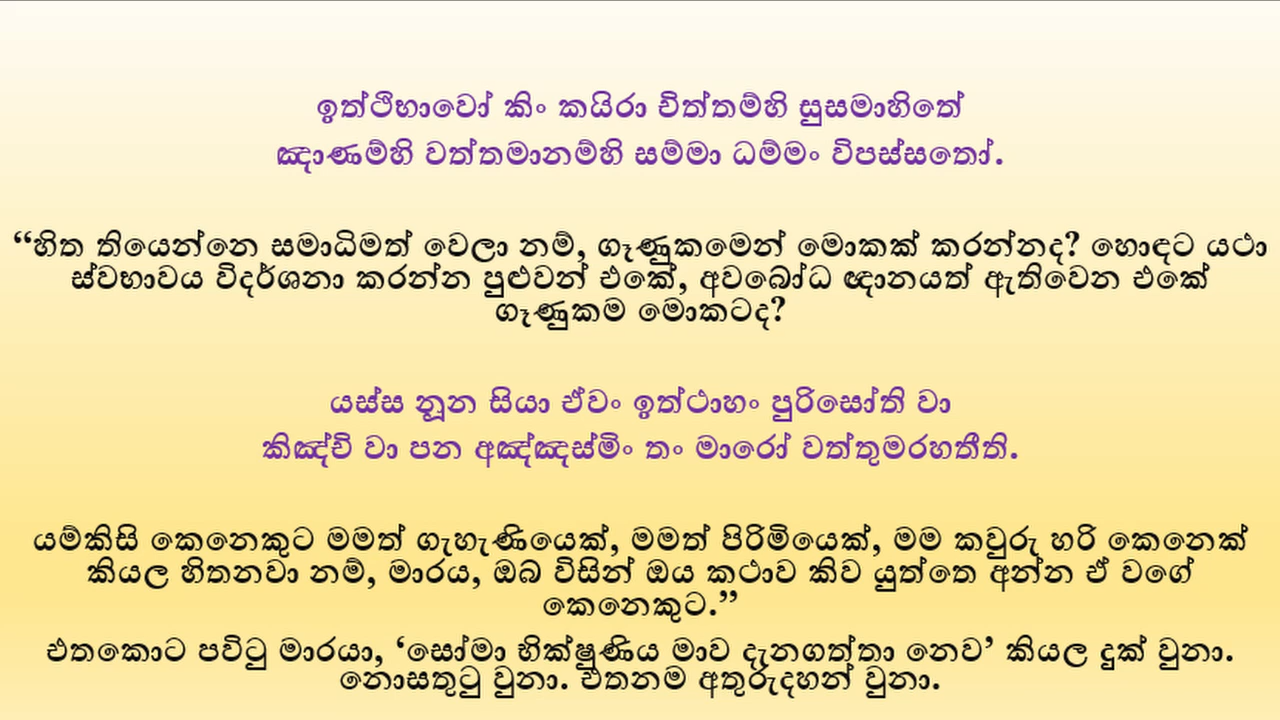 ඉත්ථිභාවෝ කිං කයිරා චිත්තම්හි සුසමාහිතේ
ඤාණම්හි වත්තමානම්හි සම්මා ධම්මං විපස්සතෝ.
“හිත තියෙන්නෙ සමාධිමත් වෙලා නම්, ගෑණුකමෙන් මොකක් කරන්නද? හොඳට යථා
ස්වභාවය විදර්ශනා කරන්න පුළුවන් එකේ, අවබෝධ ඥානයත් ඇතිවෙන එකේ
ගෑණුකම මොකටද?
යස්ස නූන සියා ඒවං ඉත්ථාහං පුරිසෝති වා
කිඤ්චි වා පන අඤ්ඤස්මිං තං මාරෝ වත්තුමරහතීති.
යම්කිසි කෙනෙකුට මමත් ගැහැණියෙක්, මමත් පිරිමියෙක්, මම කවුරු හරි කෙනෙක්
කියල හිතනවා නම්, මාරය, ඔබ විසින් ඔය කථාව කිව යුත්තෙ අන්න ඒ වගේ
කෙනෙකුට.”
එතකොට පවිටු මාරයා, ‘සෝමා භික්ෂුණිය මාව දැනගත්තා නෙව’ කියල දුක් වුනා.
නොසතුටු වුනා. එතනම අතුරුදහන් වුනා.